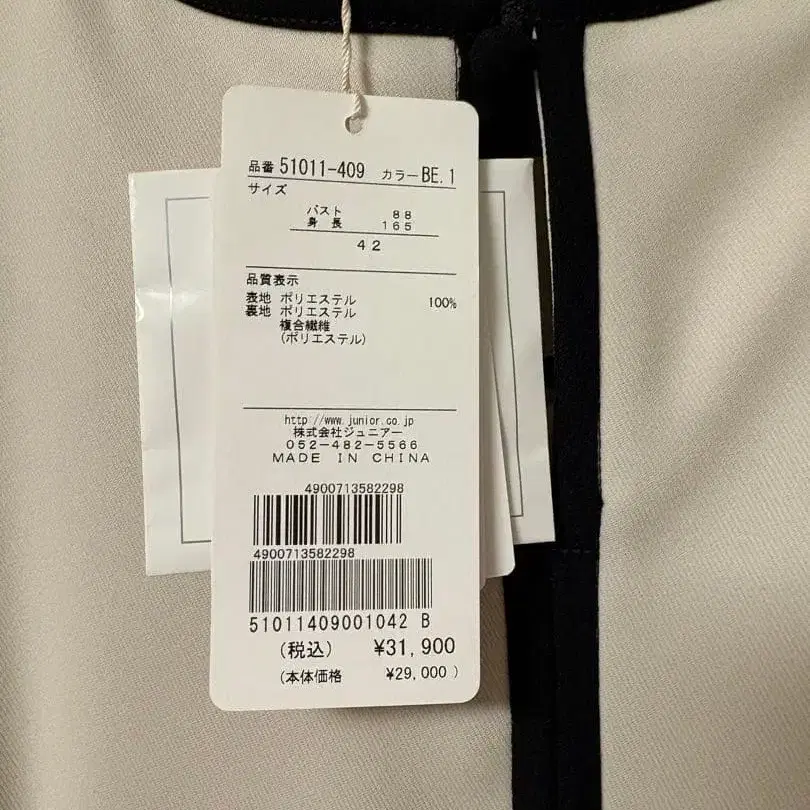 品番 51011-409 カラーBE.1
サイズ
バスト 88
身長 165
42
品質表示
表地 ポリエステル 100%
裏地 ポリエステル
複合繊維
(ポリエステル)
http://www.junior.co.jp
株式会社ジュニアー
052-482-5566
MADE IN CHINA
4900713582298
4900713582298
51011409001042 B
(税込) ¥31,900
(本体価格 ¥29,000)